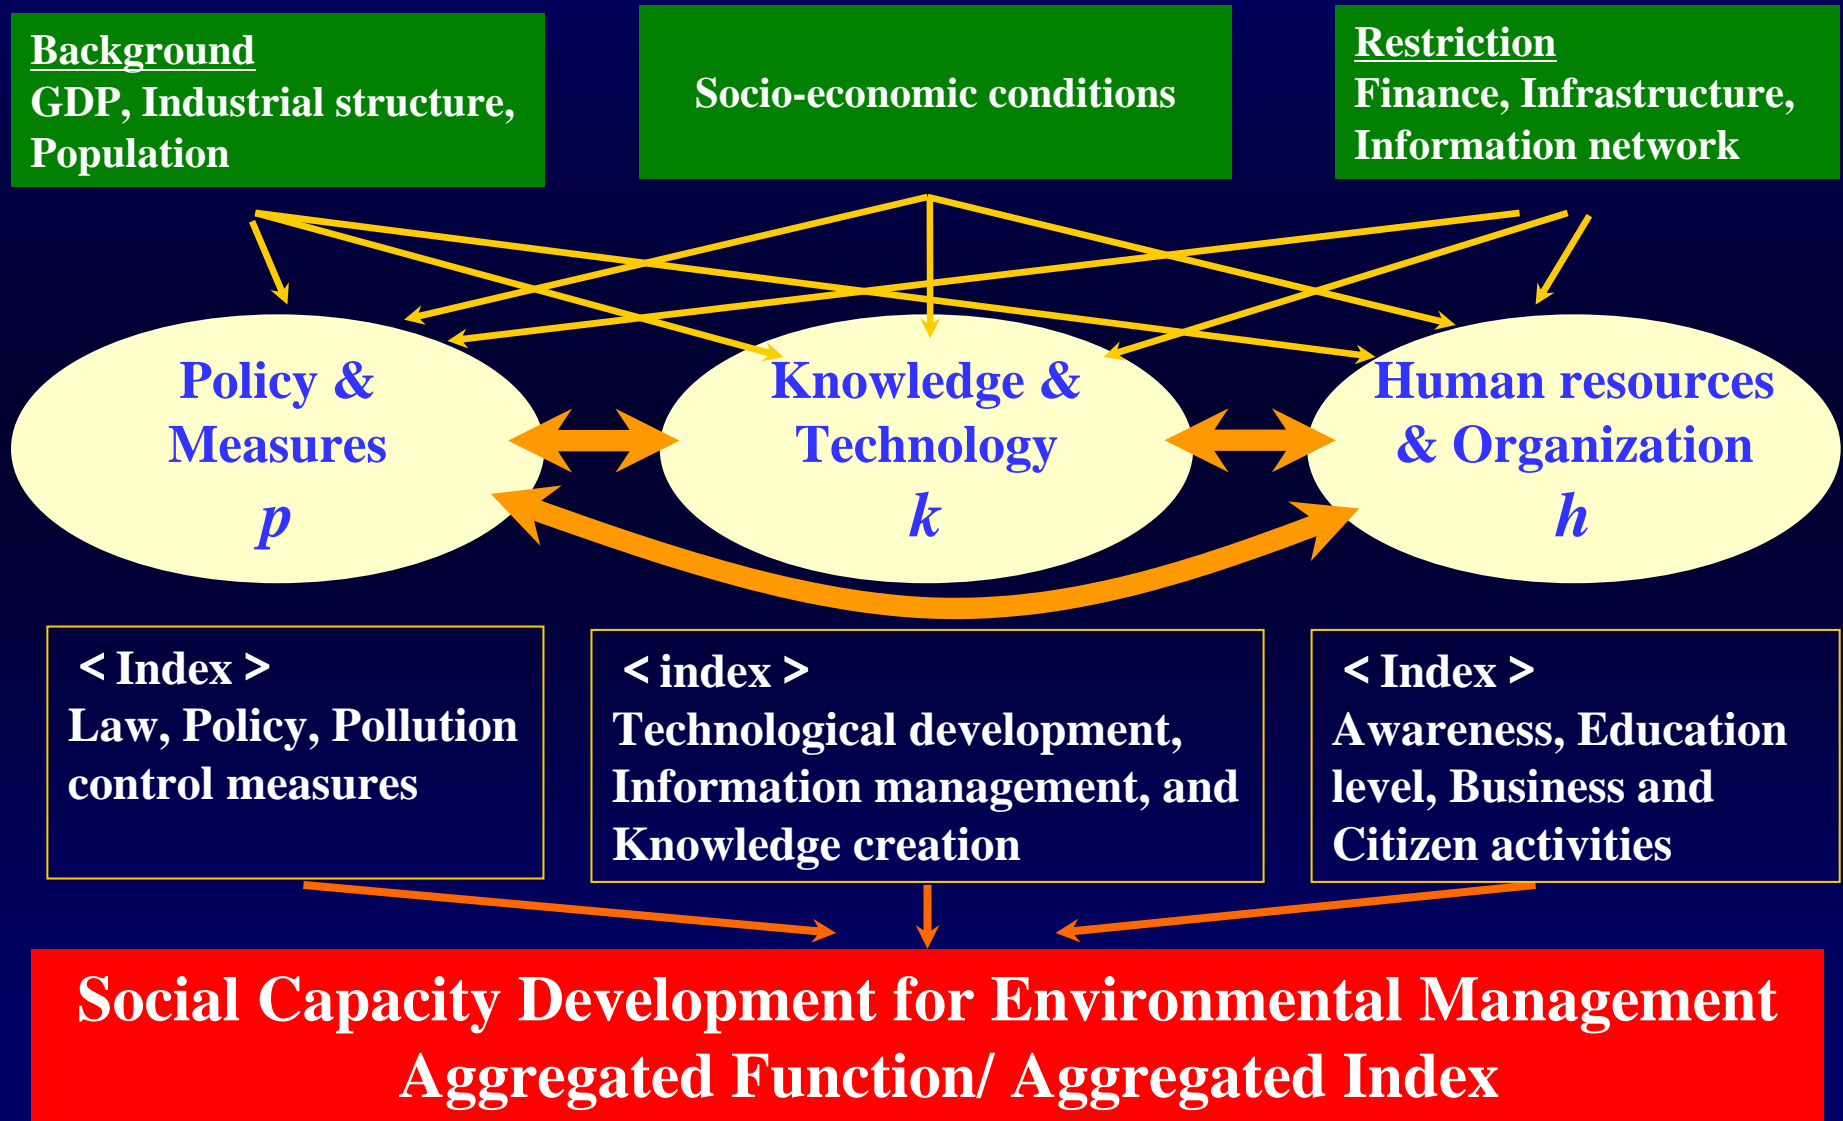 Background
GDP, Industrial structure,
Population
Socio-economic conditions
Restriction
Finance, Infrastructure,
Information network
Policy &
Measures
p
Knowledge &
Technology
k
Human resources
& Organization
h
< Index >
Law, Policy, Pollution
control measures
< index >
Technological development,
Information management, and
Knowledge creation
< Index >
Awareness, Education
level, Business and
Citizen activities
Social Capacity Development for Environmental Management
Aggregated Function/ Aggregated Index